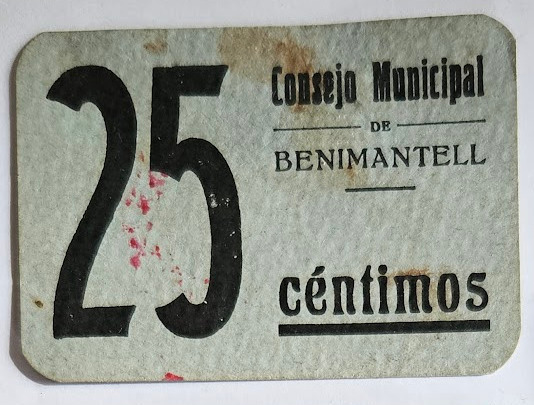 25
Consejo Municipal
DE
BENIMANTELL
céntimos